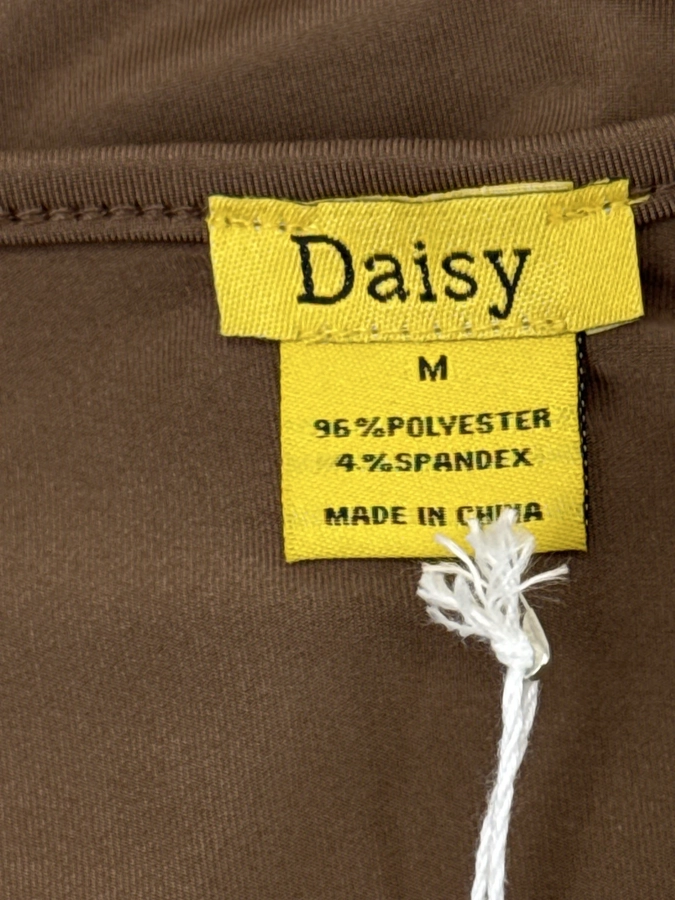 Daisy
M
96%POLYESTER
4%SPANDEX
MADE IN CHINA